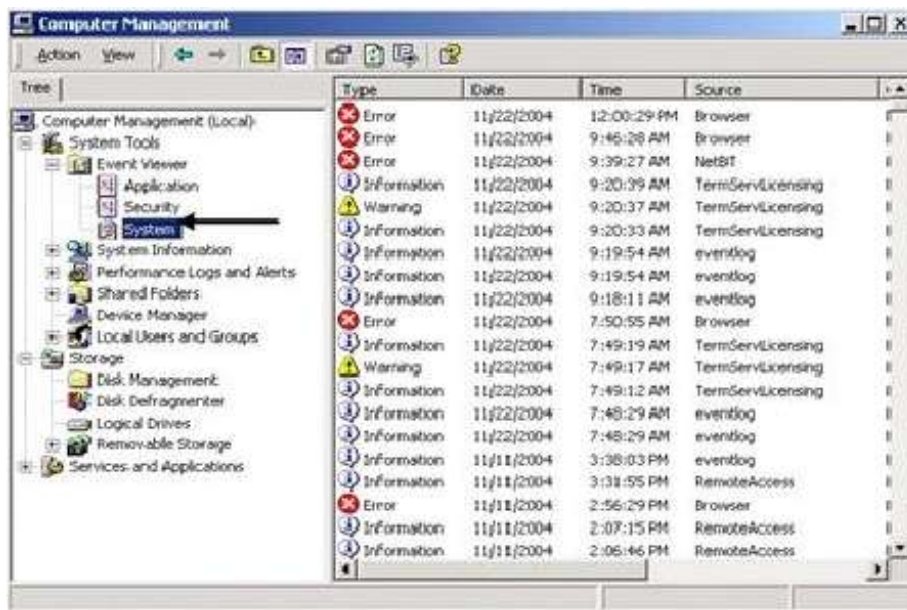 Computer Management
Action View
Tree
Type Date Time Source
Computer Management (Local)
System Tools
Event Viewer
Application
Security
System
System Information
Performance Logs and Alerts
Shared Folders
Device Manager
Local Users and Groups
Storage
Disk Management
Disk Defragmenter
Logical Drives
Removable Storage
Services and Applications
Error 11/22/2004 12:00:29 PM Browser
Error 11/22/2004 9:46:28 AM Browser
Error 11/22/2004 9:39:27 AM NetBT
Information 11/22/2004 9:20:39 AM TermServLicensing
Warning 11/22/2004 9:20:37 AM TermServLicensing
Information 11/22/2004 9:20:33 AM TermServLicensing
Information 11/22/2004 9:19:54 AM eventlog
Information 11/22/2004 9:19:54 AM eventlog
Information 11/22/2004 9:18:11 AM eventlog
Error 11/22/2004 7:50:55 AM Browser
Information 11/22/2004 7:49:19 AM TermServLicensing
Warning 11/22/2004 7:49:17 AM TermServLicensing
Information 11/22/2004 7:49:12 AM TermServLicensing
Information 11/22/2004 7:48:29 AM eventlog
Information 11/22/2004 7:48:29 AM eventlog
Information 11/11/2004 3:38:03 PM eventlog
Information 11/11/2004 3:31:55 PM RemoteAccess
Error 11/11/2004 2:56:29 PM Browser
Information 11/11/2004 2:07:15 PM RemoteAccess
Information 11/11/2004 2:06:46 PM RemoteAccess